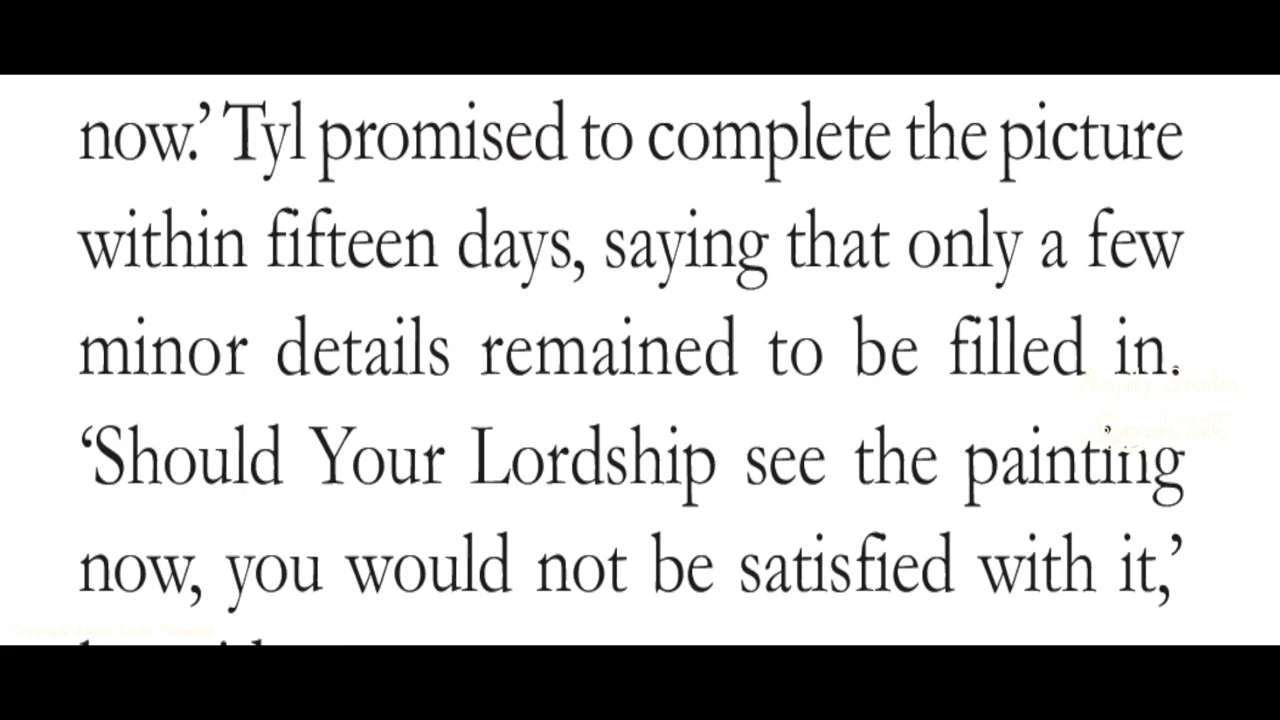 now.’ Tyl promised to complete the picture
within fifteen days, saying that only a few
minor details remained to be filled in.
‘Should Your Lordship see the painting
now, you would not be satisfied with it,’